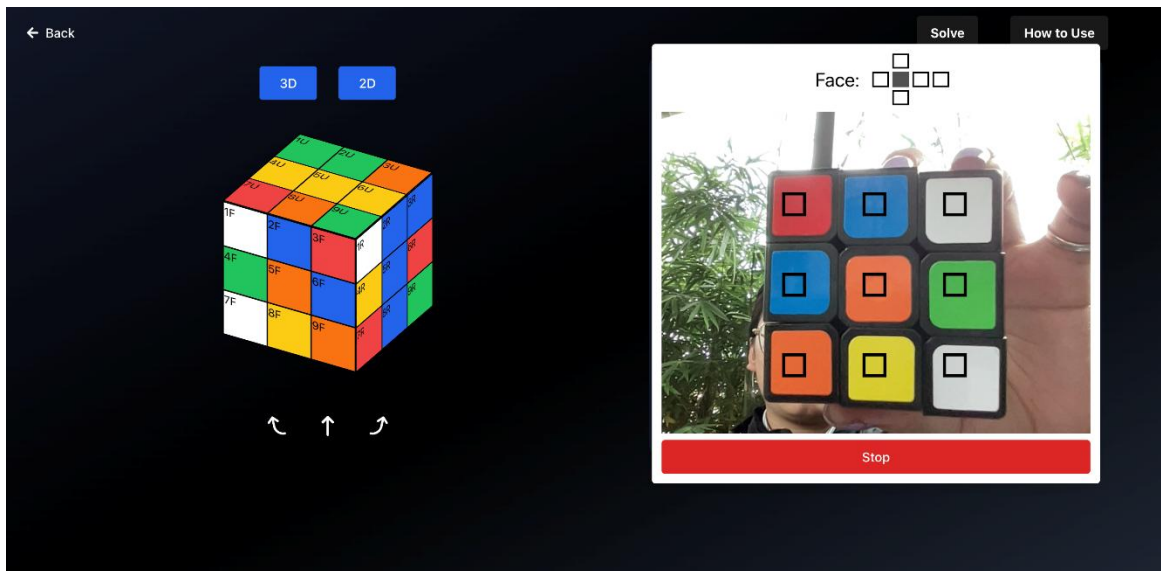 Back
Solve
How to Use
3D
2D
Face:
1U
2U
3U
4U
5U
6U
7U
8U
9U
1F
2F
3F
4F
5F
6F
7F
8F
9F
1R
2R
3R
4R
5R
6R
7R
8R
9R
Stop